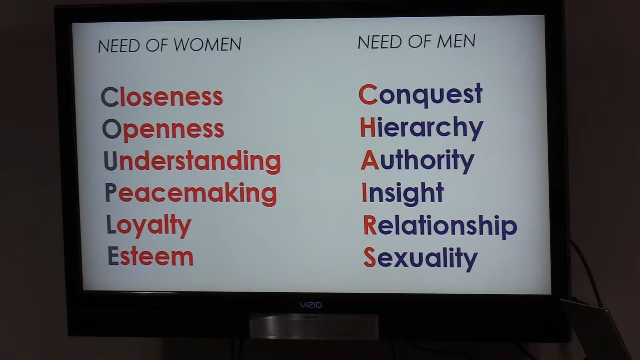 NEED OF WOMEN
Closeness
Openness
Understanding
Peacemaking
Loyalty
Esteem
NEED OF MEN
Conquest
Hierarchy
Authority
Insight
Relationship
Sexuality
VIZIO